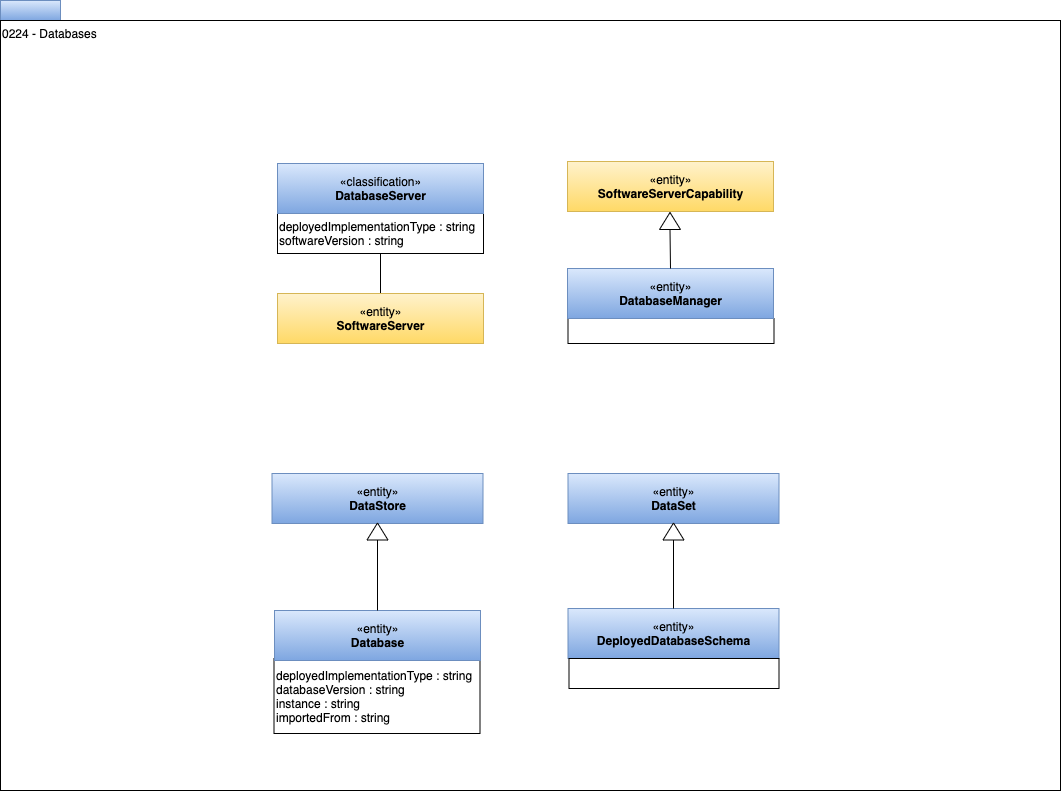 0224 - Databases
«classification»
DatabaseServer
deployedImplementationType : string
softwareVersion : string
«entity»
SoftwareServer
«entity»
SoftwareServerCapability
«entity»
DatabaseManager
«entity»
DataStore
«entity»
Database
deployedImplementationType : string
databaseVersion : string
instance : string
importedFrom : string
«entity»
DataSet
«entity»
DeployedDatabaseSchema